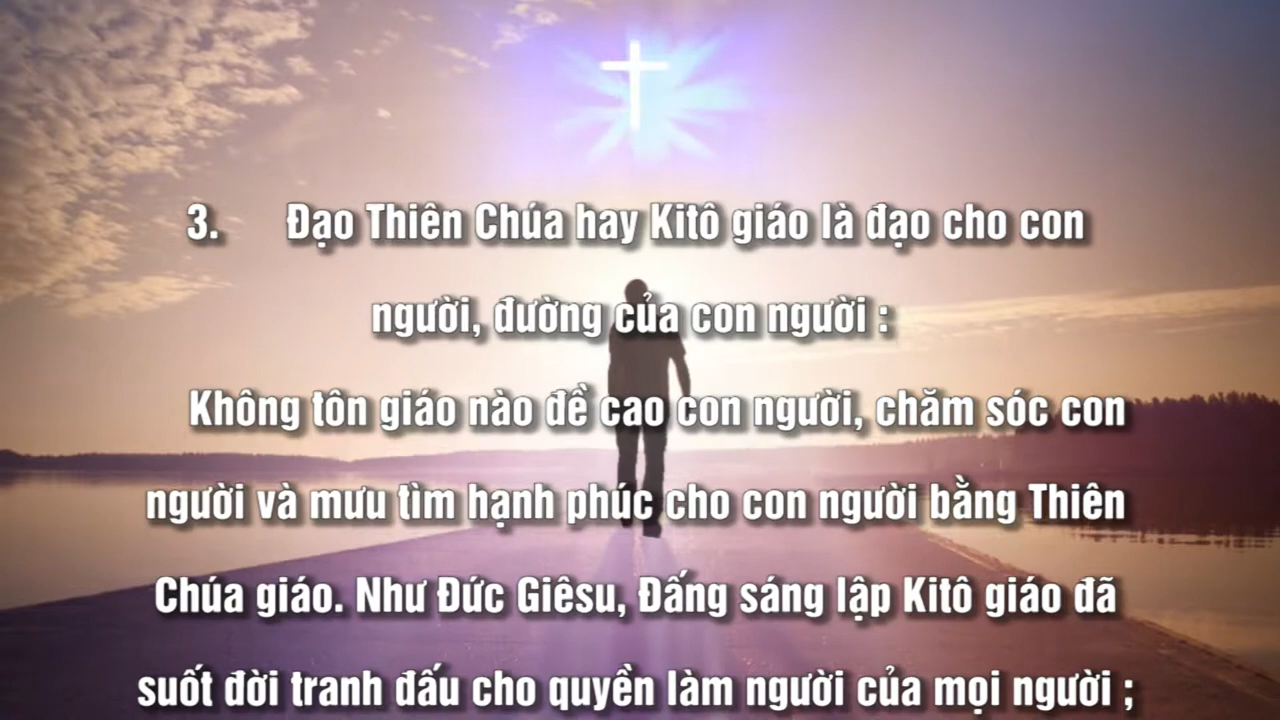 3. Đạo Thiên Chúa hay Kitô giáo là đạo cho con
người, đường của con người :
Không tôn giáo nào đề cao con người, chăm sóc con
người và mưu tìm hạnh phúc cho con người bằng Thiên
Chúa giáo. Như Đức Giêsu, Đấng sáng lập Kitô giáo đã
suốt đời tranh đấu cho quyền làm người của mọi người ;